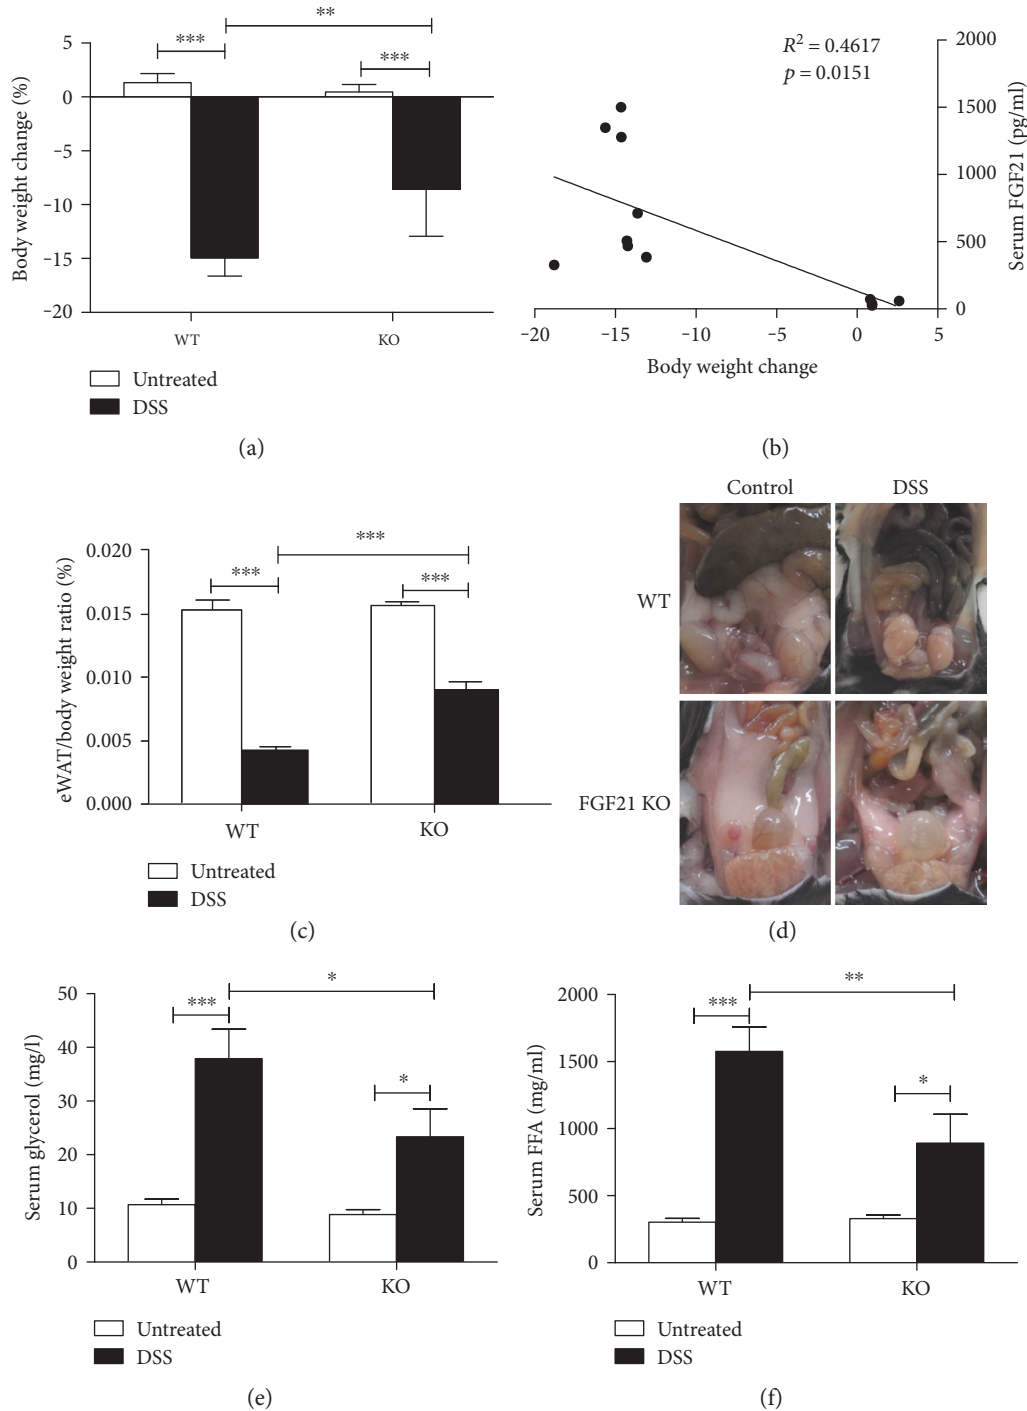 **
***
***
5
0
−5
−10
−15
−20
Body weight change (%)
WT
KO
Untreated
DSS
(a)
R² = 0.4617
p = 0.0151
2000
1500
1000
500
0
Serum FGF21 (pg/ml)
−20
−15
−10
−5
0
5
Body weight change
(b)
***
***
***
0.020
0.015
0.010
0.005
0.000
eWAT/body weight ratio (%)
WT
KO
Untreated
DSS
(c)
Control
DSS
WT
FGF21 KO
(d)
*
***
*
50
40
30
20
10
0
Serum glycerol (mg/l)
WT
KO
Untreated
DSS
(e)
**
***
*
2000
1500
1000
500
0
Serum FFA (mg/ml)
WT
KO
Untreated
DSS
(f)